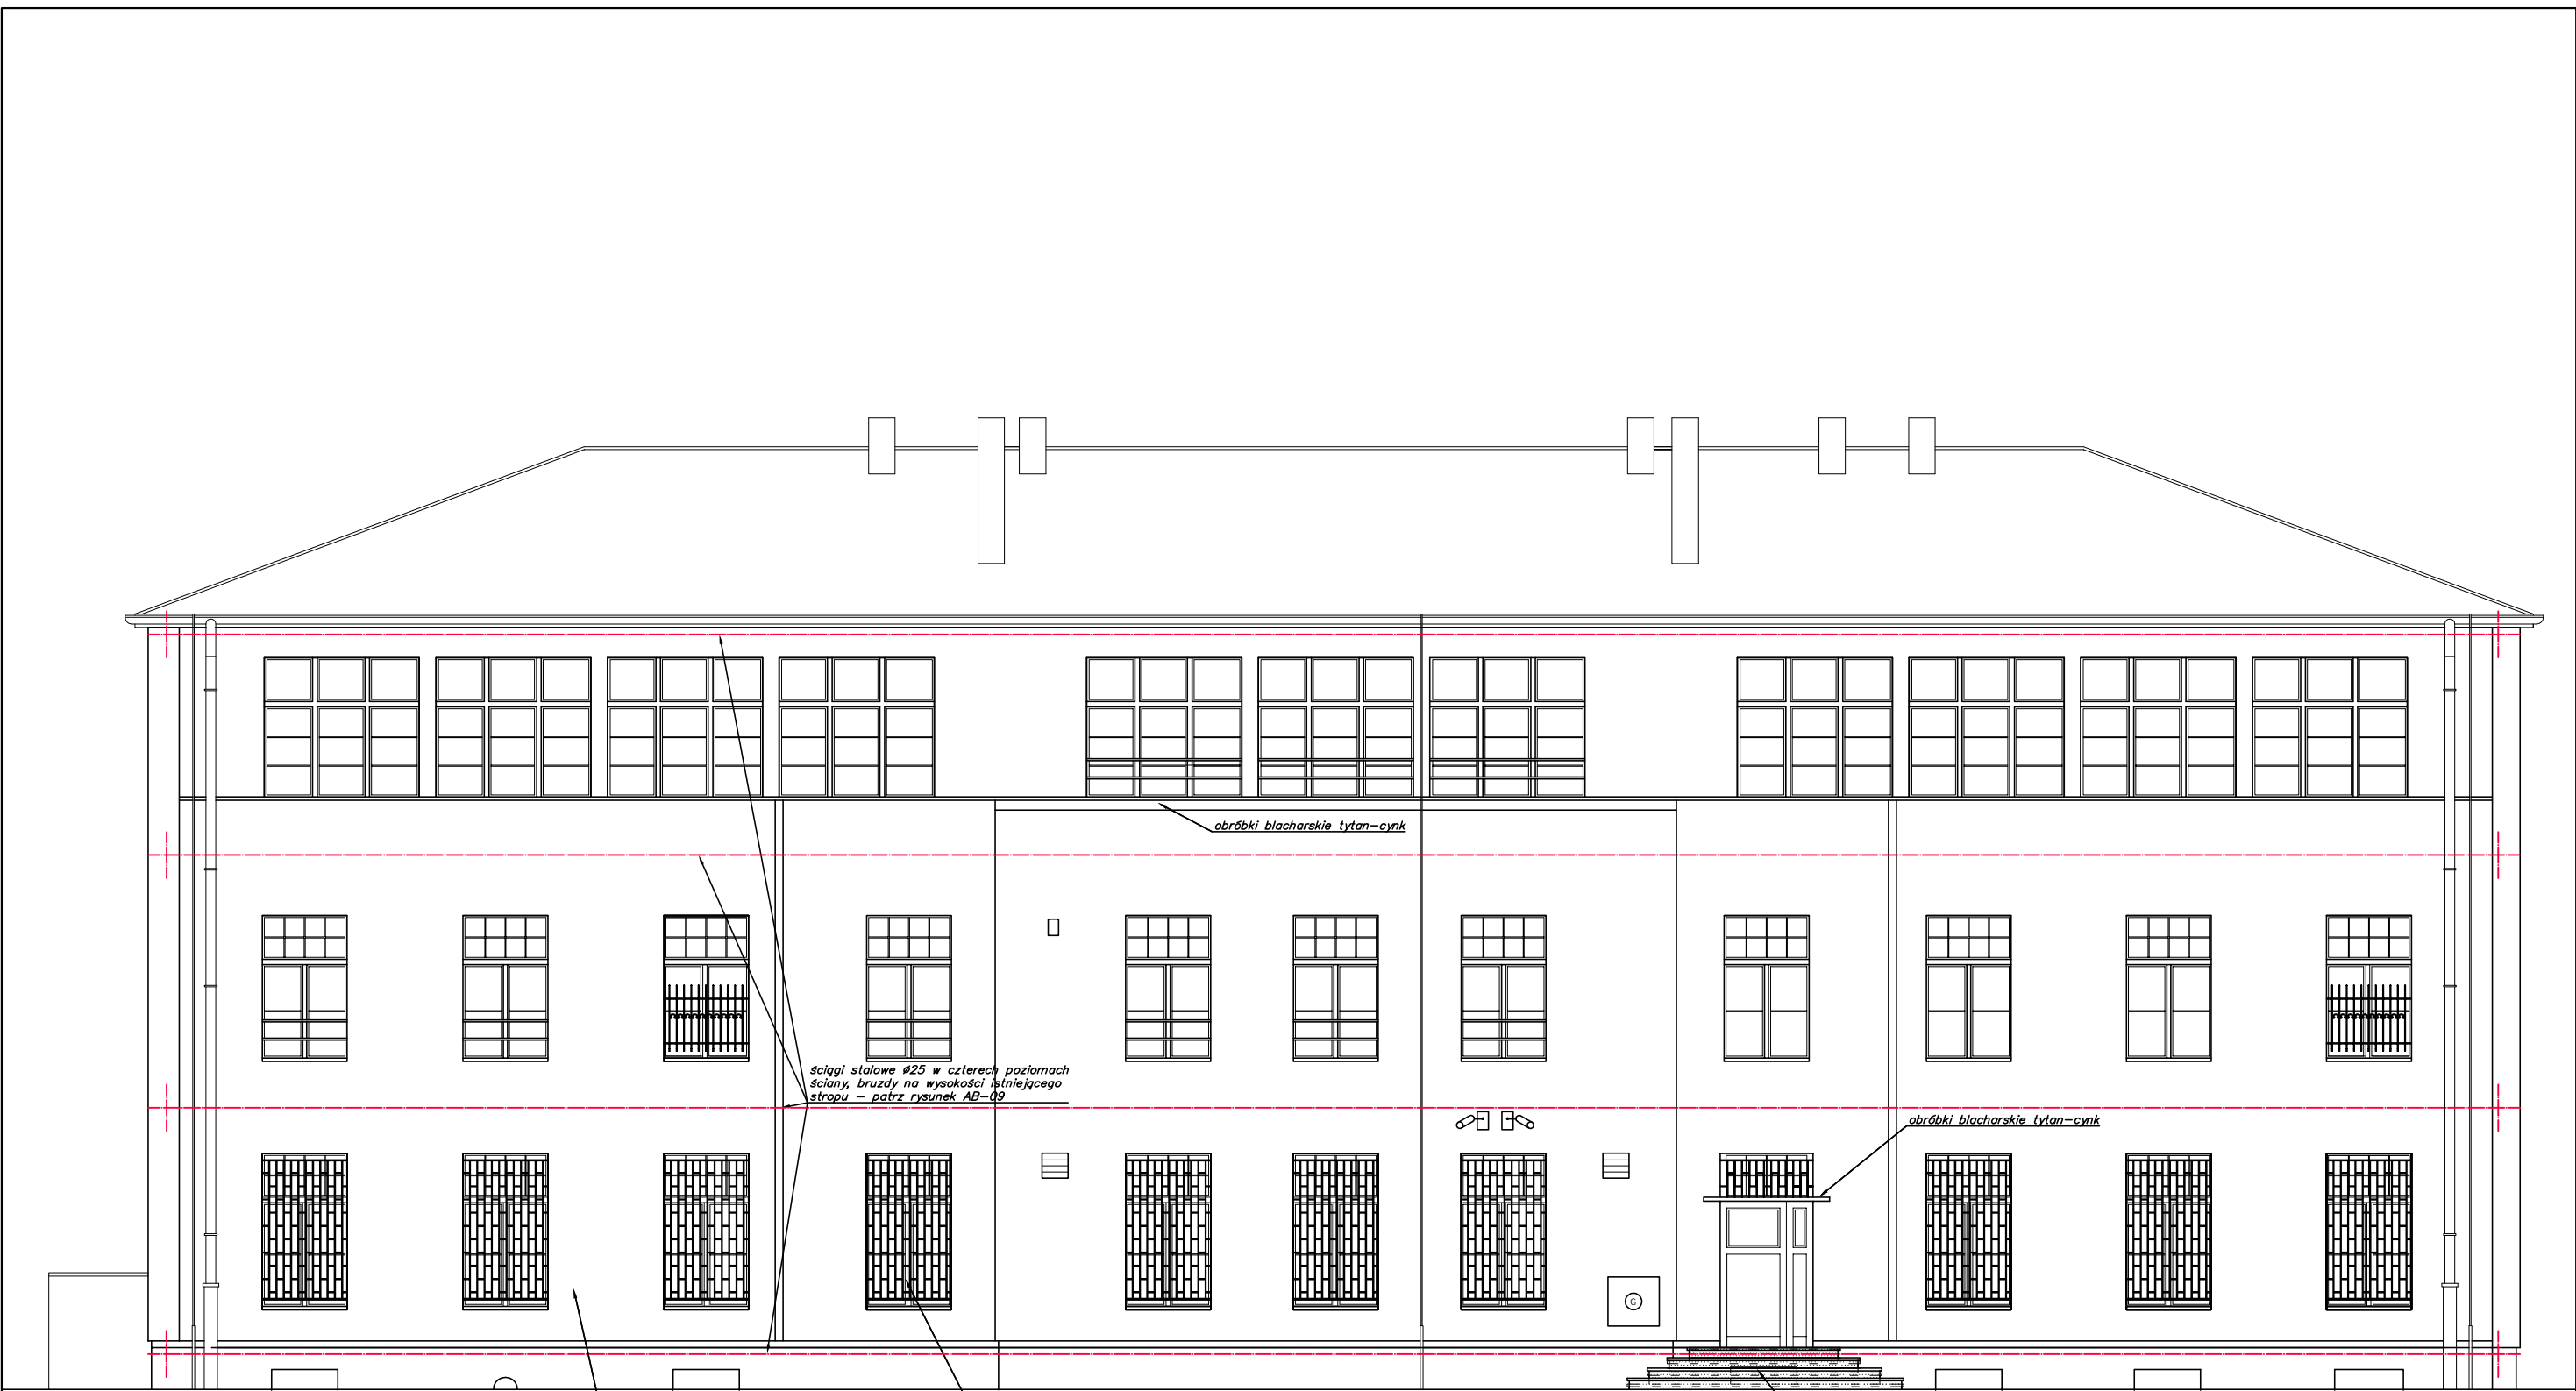 obróbki blacharskie tytan-cynk
ściągi stalowe ø25 w czterech poziomach
ściany, bruzdy na wysokości istniejącego
stropu - patrz rysunek AB-09
obróbki blacharskie tytan-cynk
G